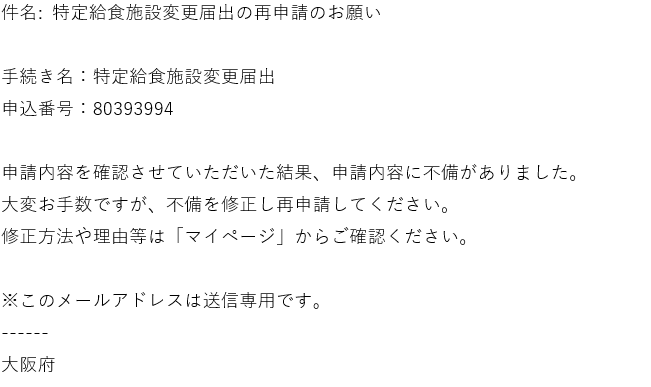 件名: 特定給食施設変更届出の再申請のお願い
手続き名：特定給食施設変更届出
申込番号：80393994
申請内容を確認させていただいた結果、申請内容に不備がありました。
大変お手数ですが、不備を修正し再申請してください。
修正方法や理由等は「マイページ」からご確認ください。
※このメールアドレスは送信専用です。
------
大阪府